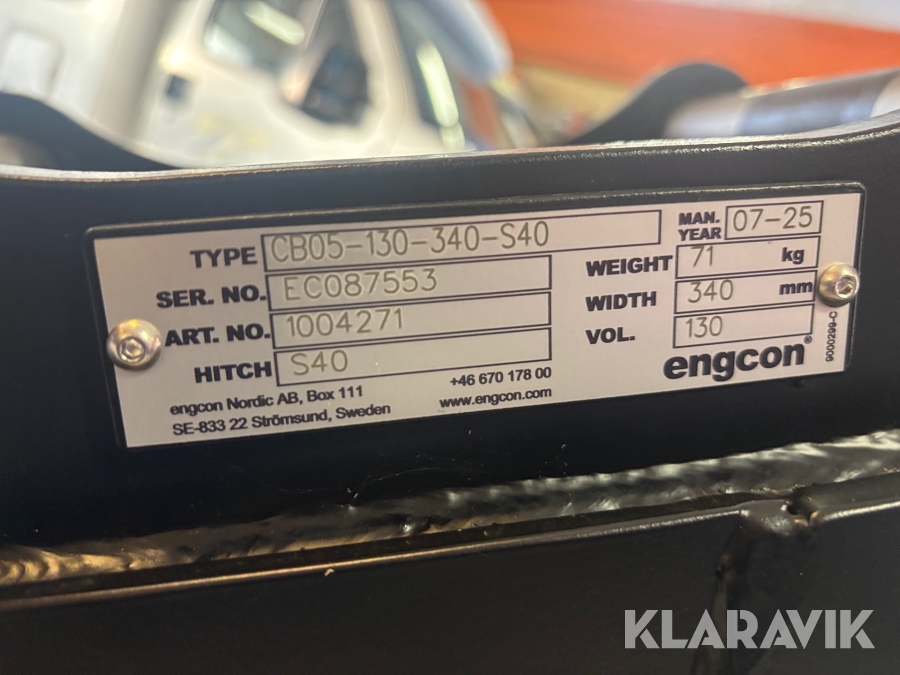 TYPE CB05-130-340-S40
MAN. YEAR 07-25
SER. NO. EC087553
WEIGHT 71 kg
ART. NO. 1004271
WIDTH 340 mm
HITCH S40
VOL. 130
engcon Nordic AB, Box 111
SE-833 22 Strömsund, Sweden
+46 670 178 00
www.engcon.com
engcon®
9000299-C
KLARAVIK